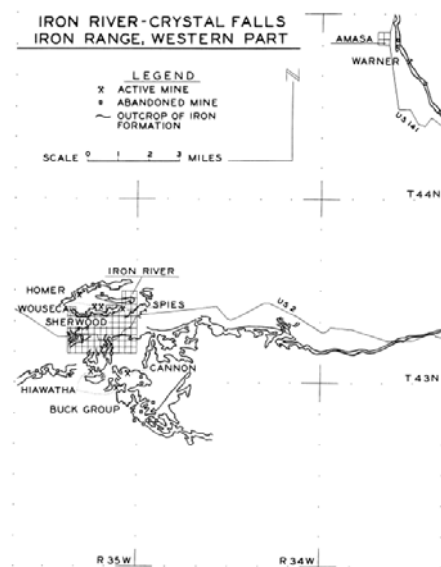 IRON RIVER-CRYSTAL FALLS
IRON RANGE, WESTERN PART
LEGEND
ACTIVE MINE
ABANDONED MINE
OUTCROP OF IRON
FORMATION
SCALE 0 1 2 3 MILES
N
AMASA
WARNER
US 141
T 44N
IRON RIVER
HOMER
WOUSECA
SPIES
SHERWOOD
US 2
CANNON
T 43N
HIAWATHA
BUCK GROUP
R 35W
R 34W